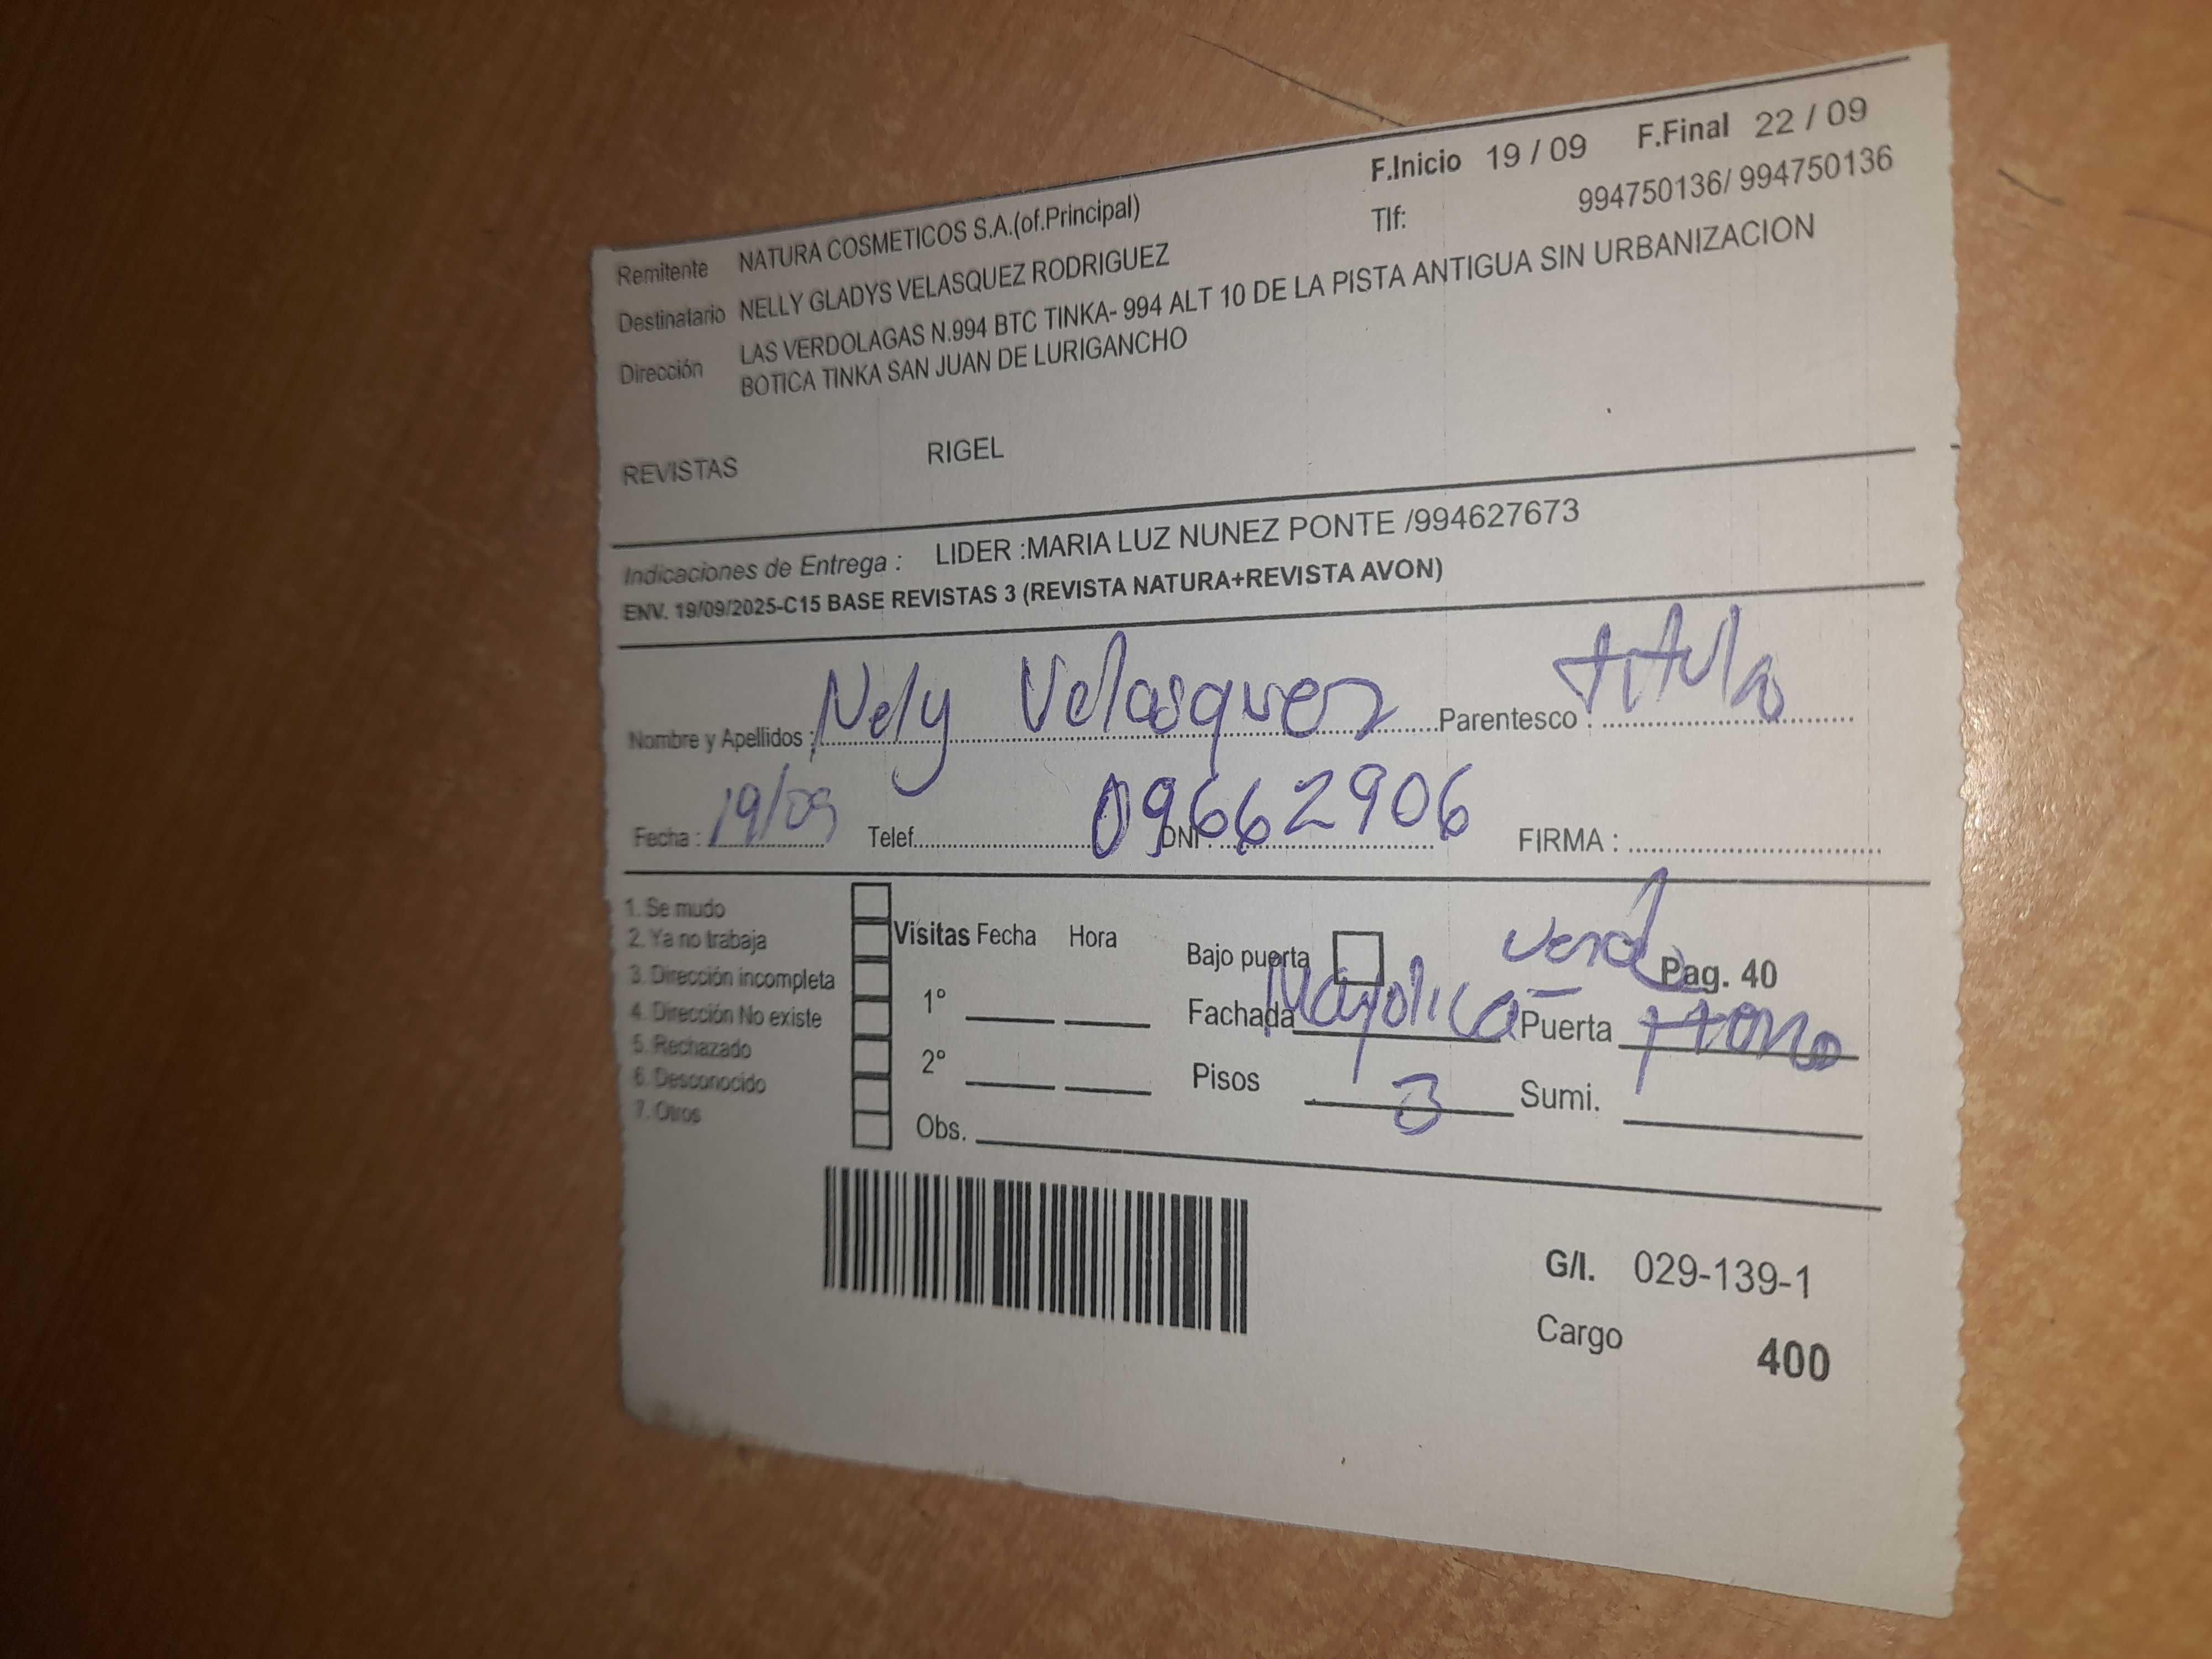 F.Inicio 19 / 09 F.Final 22 / 09
Remitente NATURA COSMETICOS S.A.(of.Principal) Tlf: 994750136/ 994750136
Destinatario NELLY GLADYS VELASQUEZ RODRIGUEZ
Dirección LAS VERDOLAGAS N.994 BTC TINKA- 994 ALT 10 DE LA PISTA ANTIGUA SIN URBANIZACION
BOTICA TINKA SAN JUAN DE LURIGANCHO
REVISTAS RIGEL
Indicaciones de Entrega : LIDER :MARIA LUZ NUNEZ PONTE /994627673
ENV. 19/09/2025-C15 BASE REVISTAS 3 (REVISTA NATURA+REVISTA AVON)
Nombre y Apellidos : Nely Velasquez Parentesco : titula
Fecha : 19/09 Telef. DNI : 09662906 FIRMA :
1. Se mudo
2. Ya no trabaja
3. Dirección incompleta
4. Dirección No existe
5. Rechazado
6. Desconocido
7. Otros
Visitas Fecha Hora
1º
2º
Obs.
Bajo puerta Pag. 40
Fachada Mayolica Puerta
Pisos 3 Sumi.
G/I. 029-139-1
Cargo 400